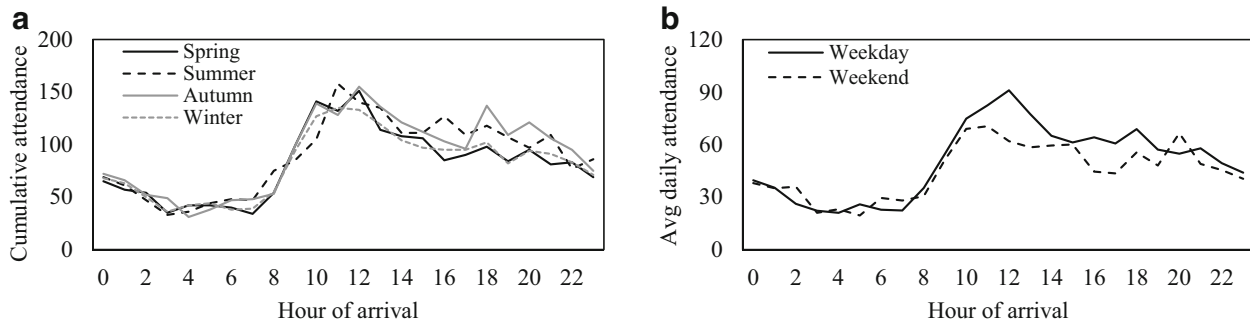 a
Cumulative attendance
200
150
100
50
0
Spring
Summer
Autumn
Winter
0 2 4 6 8 10 12 14 16 18 20 22
Hour of arrival
b
Avg daily attendance
120
90
60
30
0
Weekday
Weekend
0 2 4 6 8 10 12 14 16 18 20 22
Hour of arrival